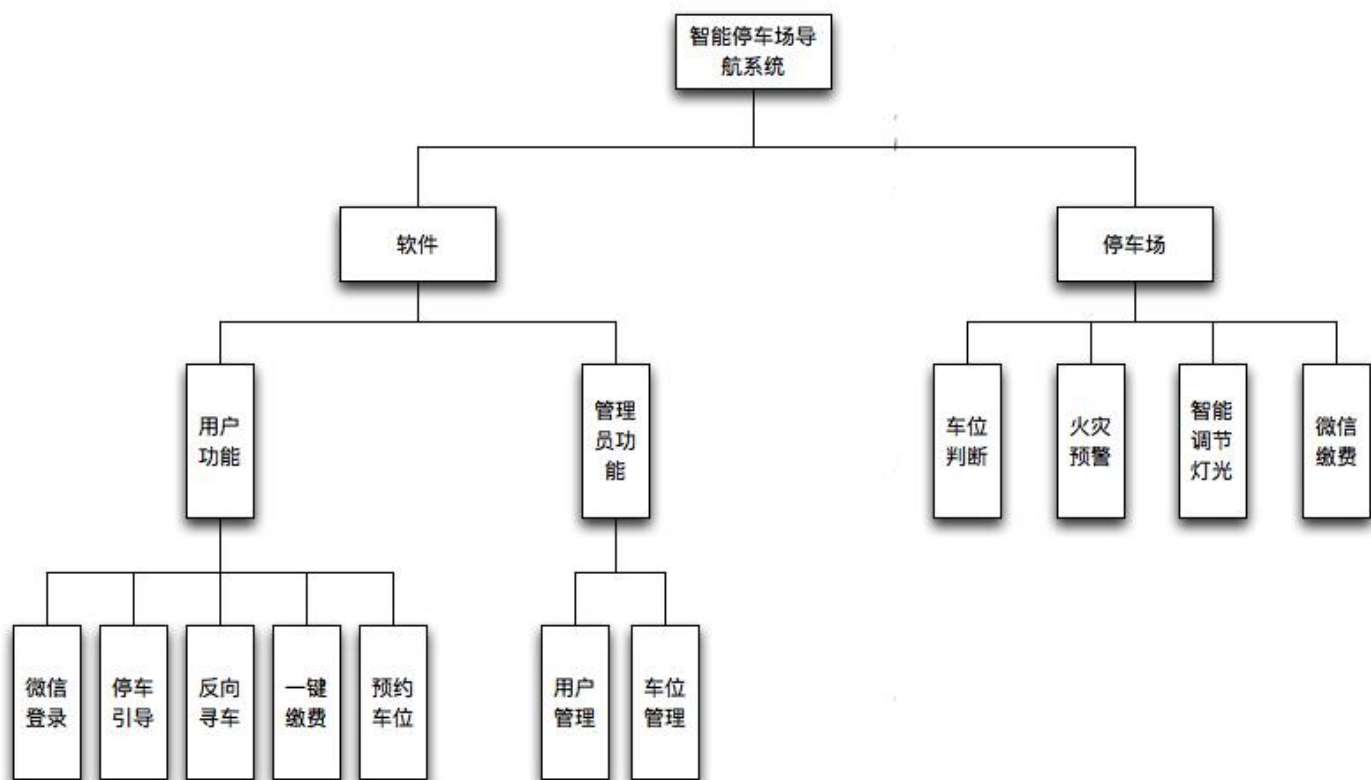 智能停车场导
航系统
软件
停车场
用户
功能
管理
员功
能
车位
判断
火灾
预警
智能
调节
灯光
微信
缴费
微信
登录
停车
引导
反向
寻车
一键
缴费
预约
车位
用户
管理
车位
管理